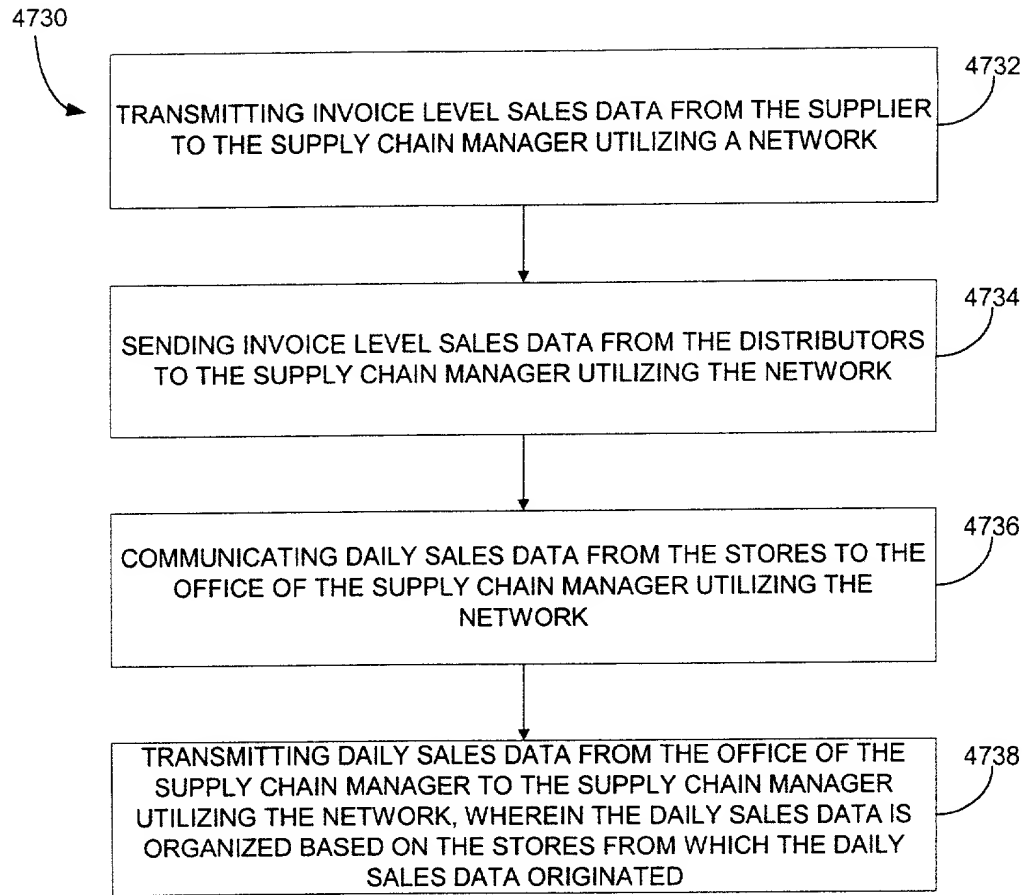 4730
4732
TRANSMITTING INVOICE LEVEL SALES DATA FROM THE SUPPLIER
TO THE SUPPLY CHAIN MANAGER UTILIZING A NETWORK
4734
SENDING INVOICE LEVEL SALES DATA FROM THE DISTRIBUTORS
TO THE SUPPLY CHAIN MANAGER UTILIZING THE NETWORK
4736
COMMUNICATING DAILY SALES DATA FROM THE STORES TO THE
OFFICE OF THE SUPPLY CHAIN MANAGER UTILIZING THE
NETWORK
4738
TRANSMITTING DAILY SALES DATA FROM THE OFFICE OF THE
SUPPLY CHAIN MANAGER TO THE SUPPLY CHAIN MANAGER
UTILIZING THE NETWORK, WHEREIN THE DAILY SALES DATA IS
ORGANIZED BASED ON THE STORES FROM WHICH THE DAILY
SALES DATA ORIGINATED